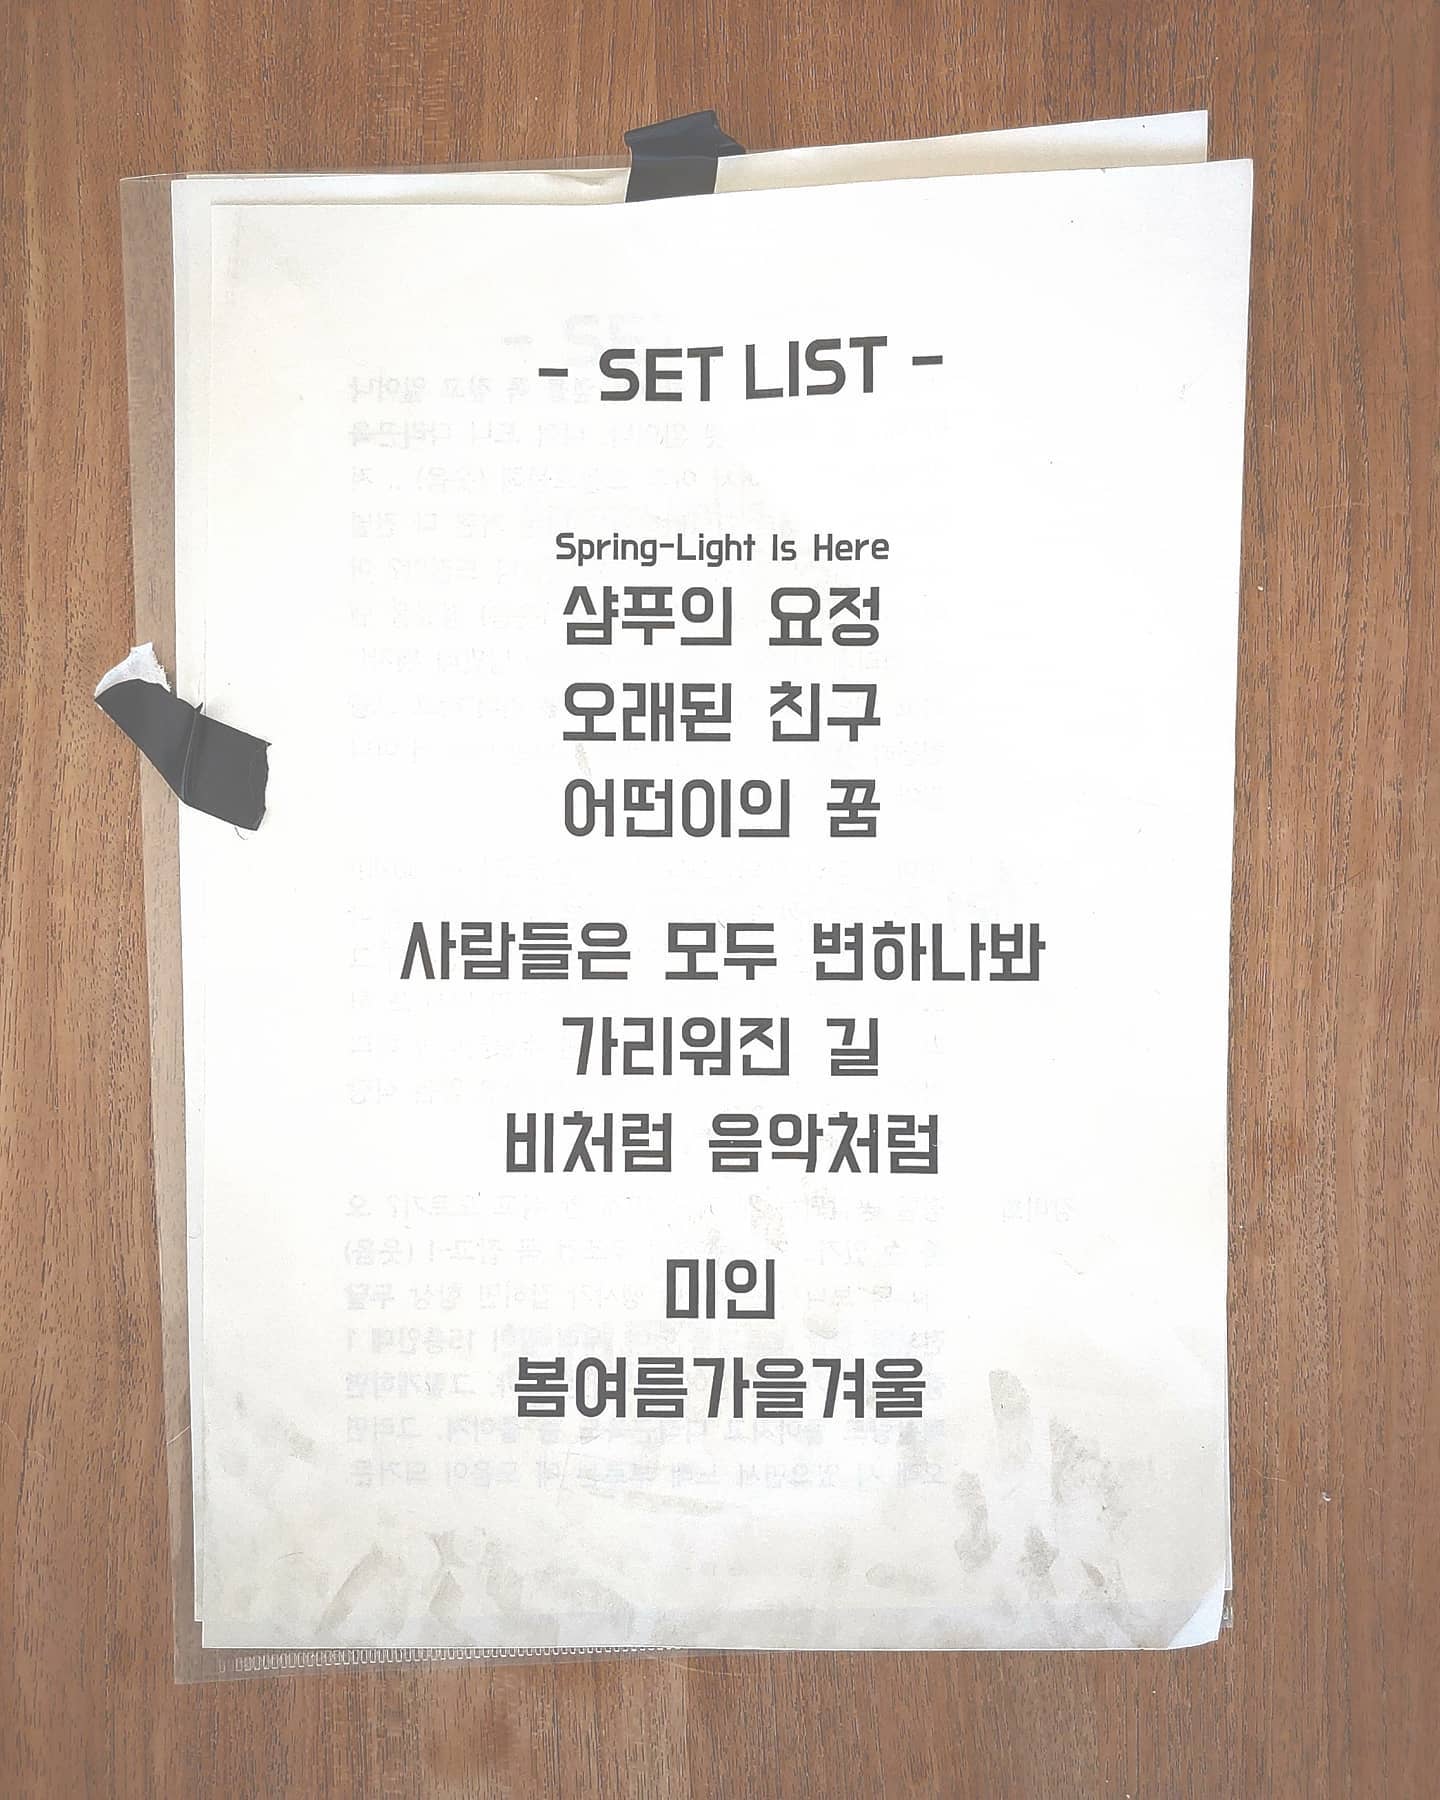 - SET LIST -
Spring-Light Is Here
샴푸의 요정
오래된 친구
어떤이의 꿈
사람들은 모두 변하나봐
가리워진 길
비처럼 음악처럼
미인
봄여름가을겨울